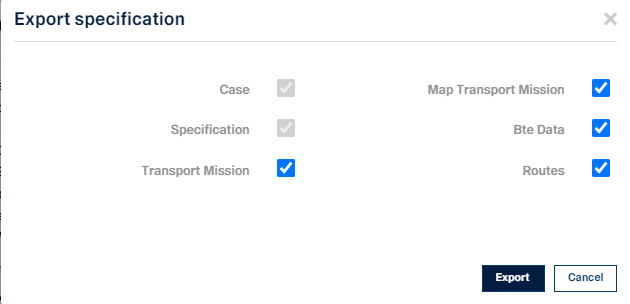 Export specification
Case
Map Transport Mission
Specification
Bte Data
Transport Mission
Routes
Export
Cancel